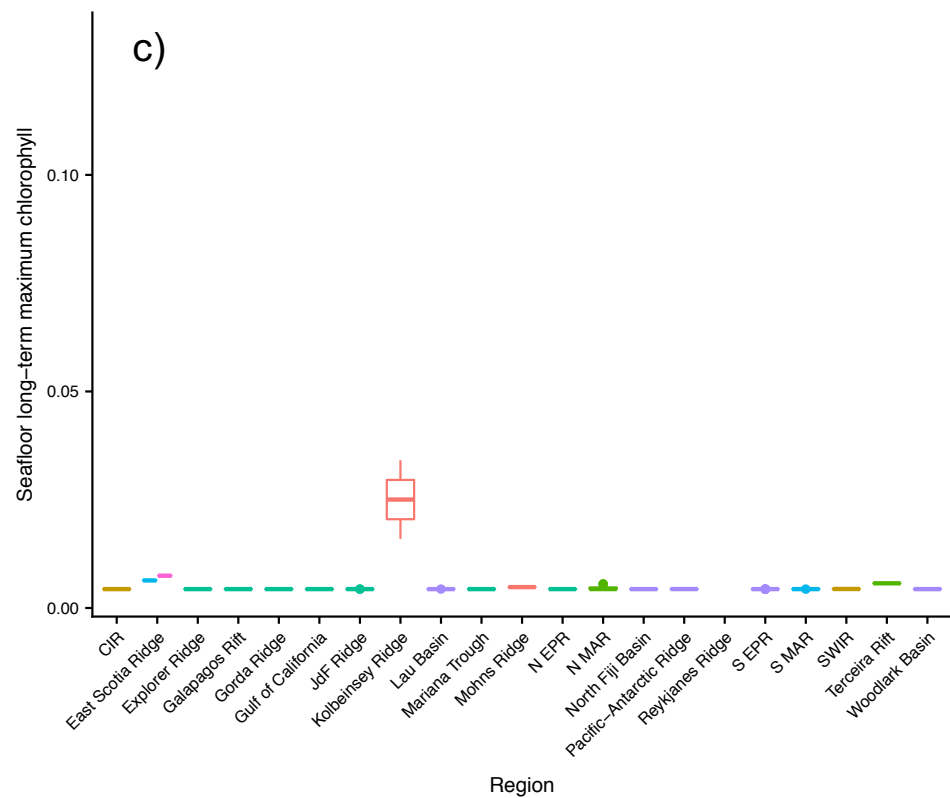 c)
Seafloor long−term maximum chlorophyll
0.10
0.05
0.00
CIR
East Scotia Ridge
Explorer Ridge
Galapagos Rift
Gorda Ridge
Gulf of California
JdF Ridge
Kolbeinsey Ridge
Lau Basin
Mariana Trough
Mohns Ridge
N EPR
N MAR
North Fiji Basin
Pacific−Antarctic Ridge
Reykjanes Ridge
S EPR
S MAR
SWIR
Terceira Rift
Woodlark Basin
Region